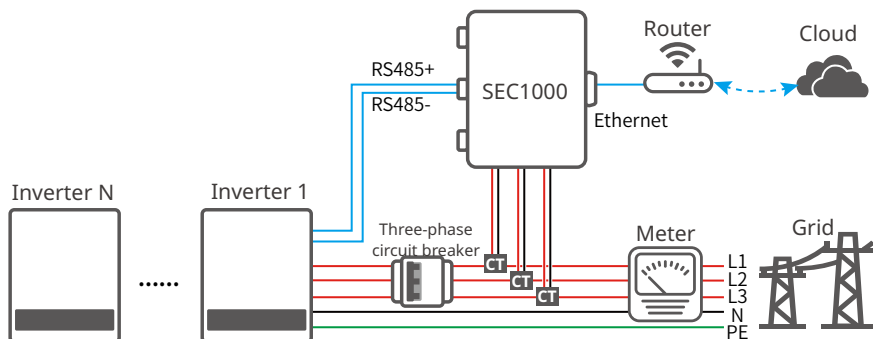 Router
Cloud
RS485+
SEC1000
RS485-
Ethernet
Inverter N
Inverter 1
Three-phase
circuit breaker
Meter
Grid
......
CT
CT
CT
L1
L2
L3
N
PE